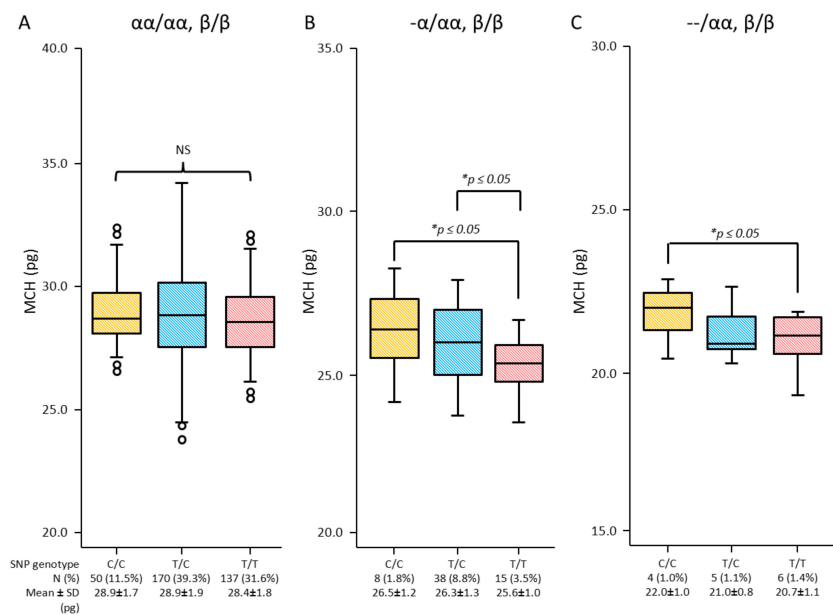 A
αα/αα, β/β
40.0
35.0
30.0
25.0
20.0
MCH (pg)
NS
C/C T/C T/T
50 (11.5%) 170 (39.3%) 137 (31.6%)
28.9±1.7 28.9±1.9 28.4±1.8
SNP genotype
N (%)
Mean ± SD
(pg)
B
-α/αα, β/β
35.0
30.0
25.0
20.0
MCH (pg)
*p ≤ 0.05
*p ≤ 0.05
C/C T/C T/T
8 (1.8%) 38 (8.8%) 15 (3.5%)
26.5±1.2 26.3±1.3 25.6±1.0
C
--/αα, β/β
30.0
25.0
20.0
15.0
MCH (pg)
*p ≤ 0.05
C/C T/C T/T
4 (1.0%) 5 (1.1%) 6 (1.4%)
22.0±1.0 21.0±0.8 20.7±1.1